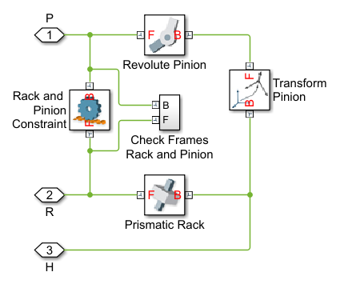 P
1
F
B
Revolute Pinion
Rack and
Pinion
Constraint
B
F
B
F
Check Frames
Rack and Pinion
F
B
Transform
Pinion
2
R
F
B
Prismatic Rack
3
H